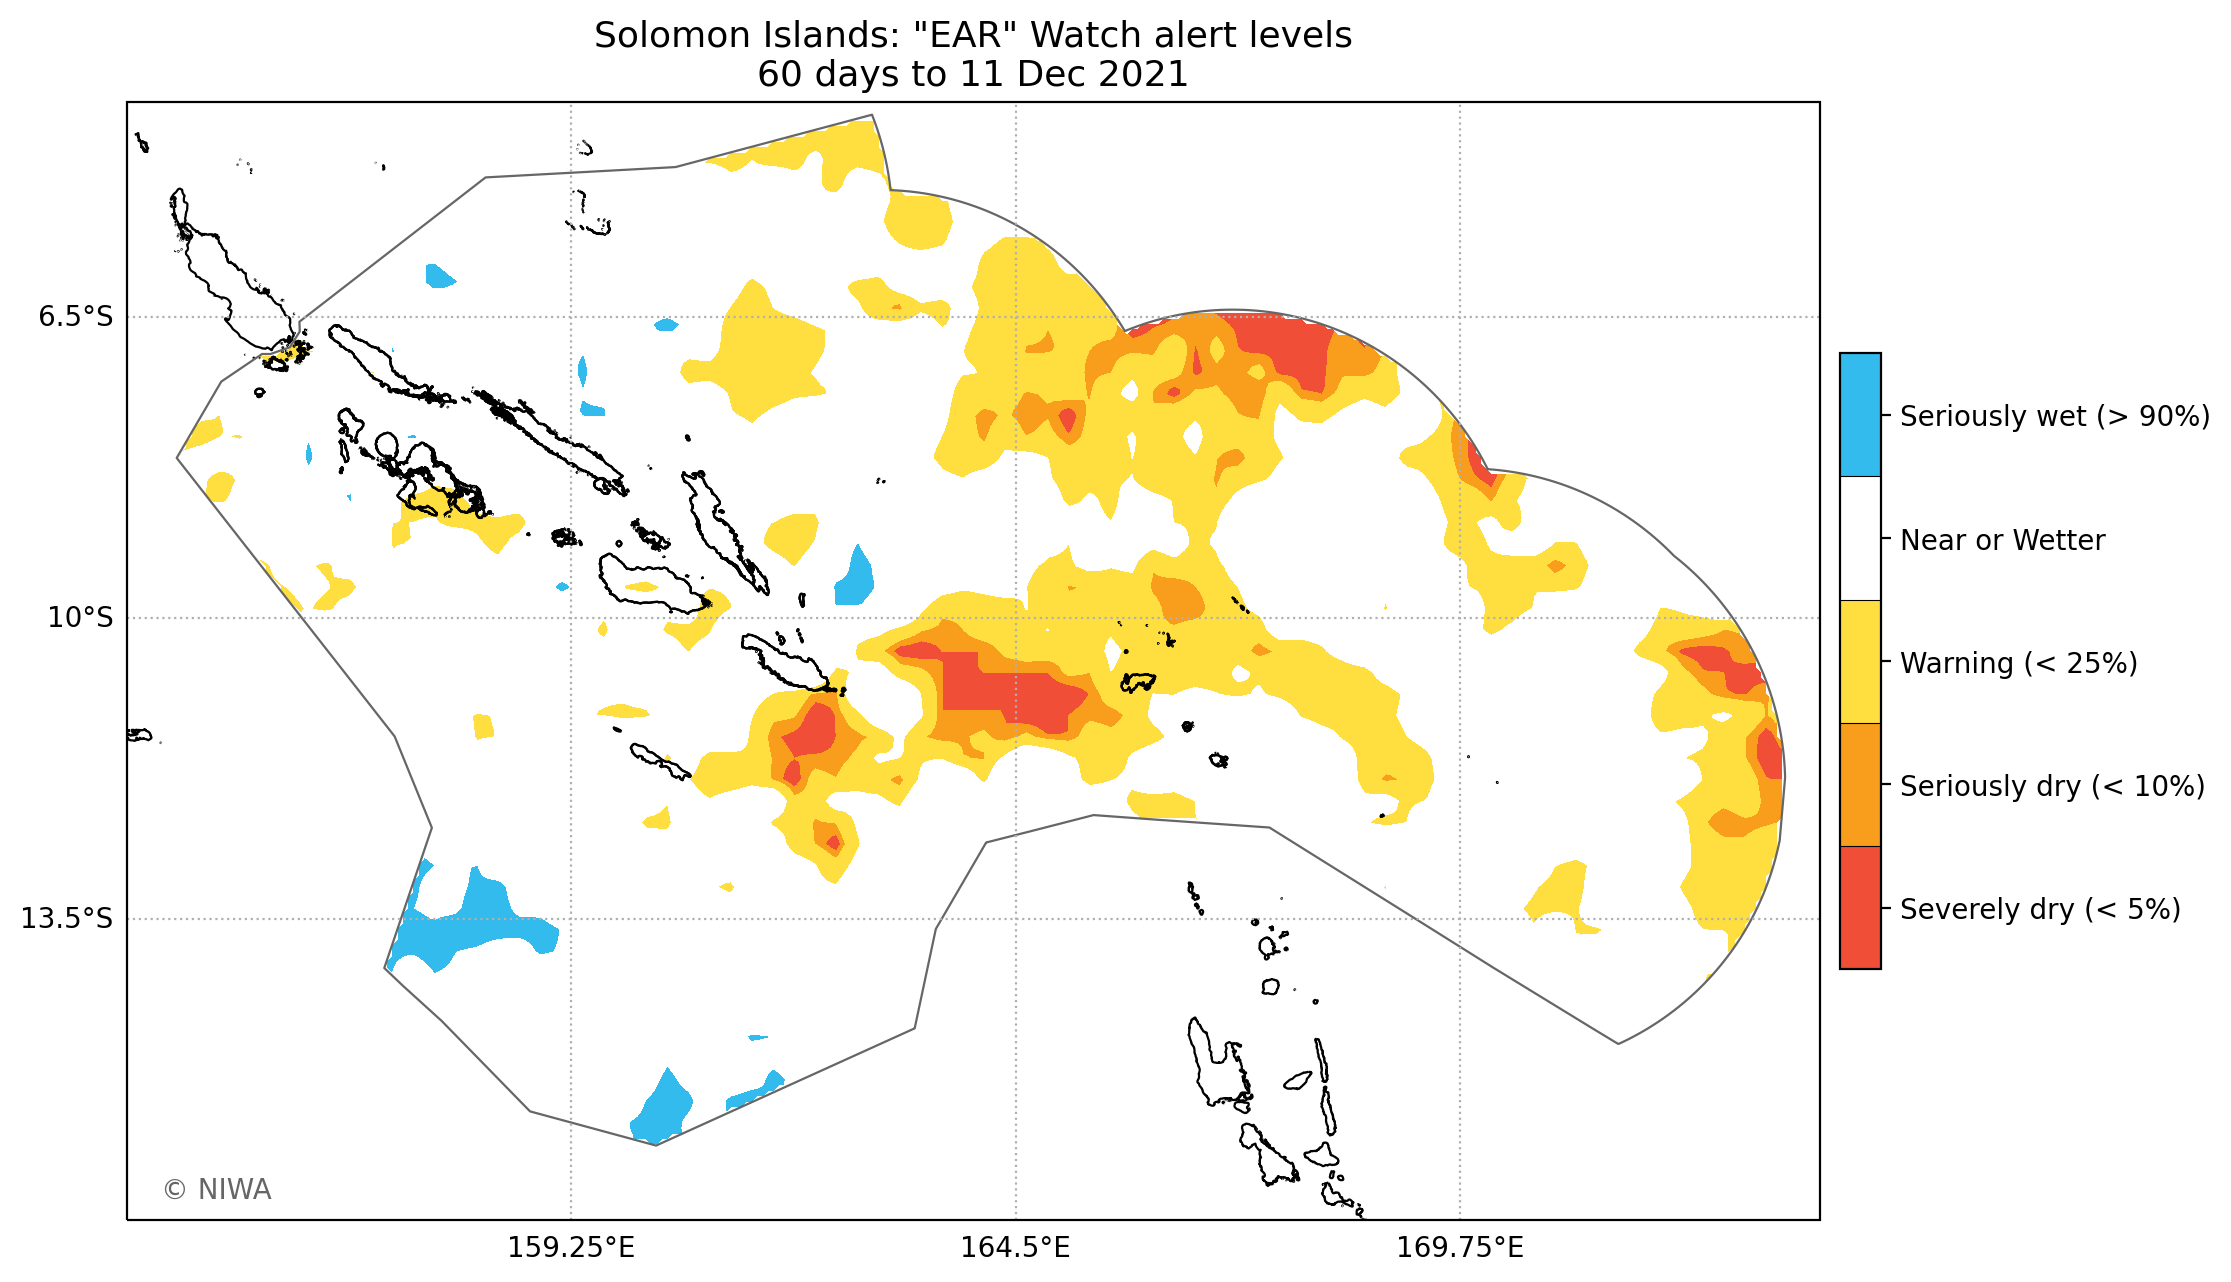 Solomon Islands: "EAR" Watch alert levels
60 days to 11 Dec 2021
6.5°S
10°S
13.5°S
159.25°E
164.5°E
169.75°E
Seriously wet (> 90%)
Near or Wetter
Warning (< 25%)
Seriously dry (< 10%)
Severely dry (< 5%)
© NIWA